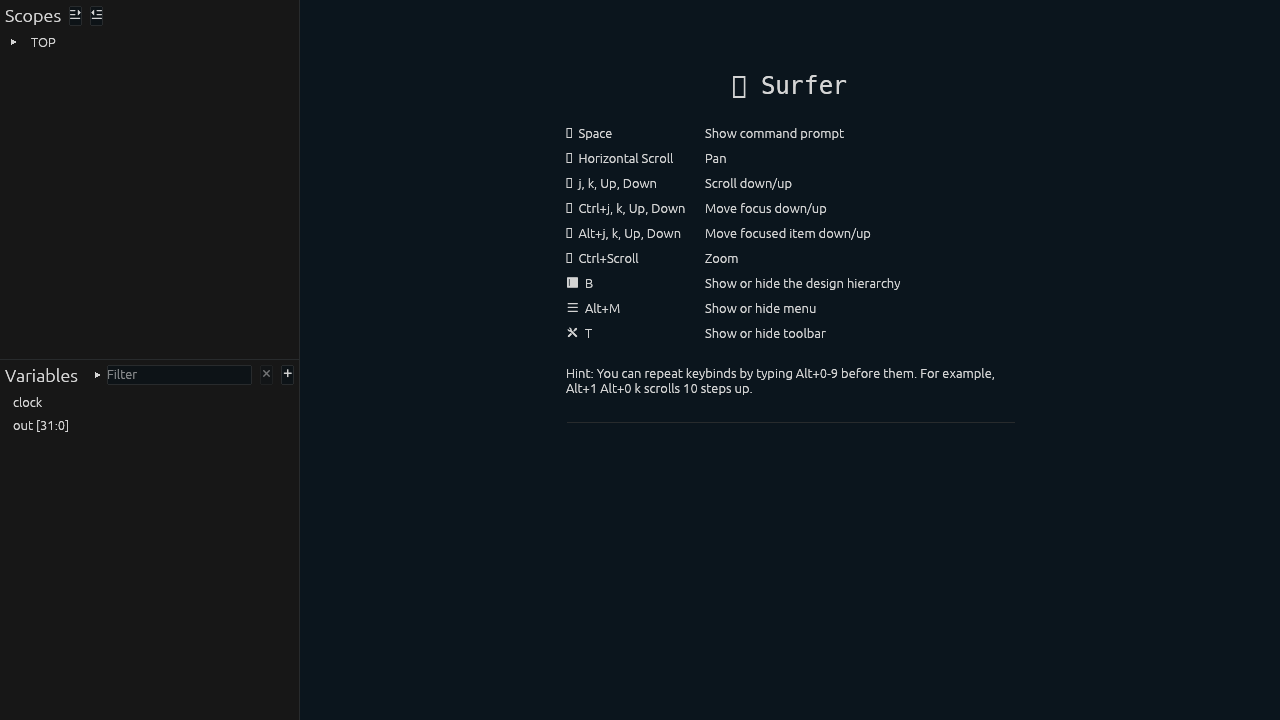 Scopes
TOP
Variables Filter
clock
out [31:0]
Surfer
Space Show command prompt
Horizontal Scroll Pan
j, k, Up, Down Scroll down/up
Ctrl+j, k, Up, Down Move focus down/up
Alt+j, k, Up, Down Move focused item down/up
Ctrl+Scroll Zoom
B Show or hide the design hierarchy
Alt+M Show or hide menu
T Show or hide toolbar
Hint: You can repeat keybinds by typing Alt+0-9 before them. For example,
Alt+1 Alt+0 k scrolls 10 steps up.